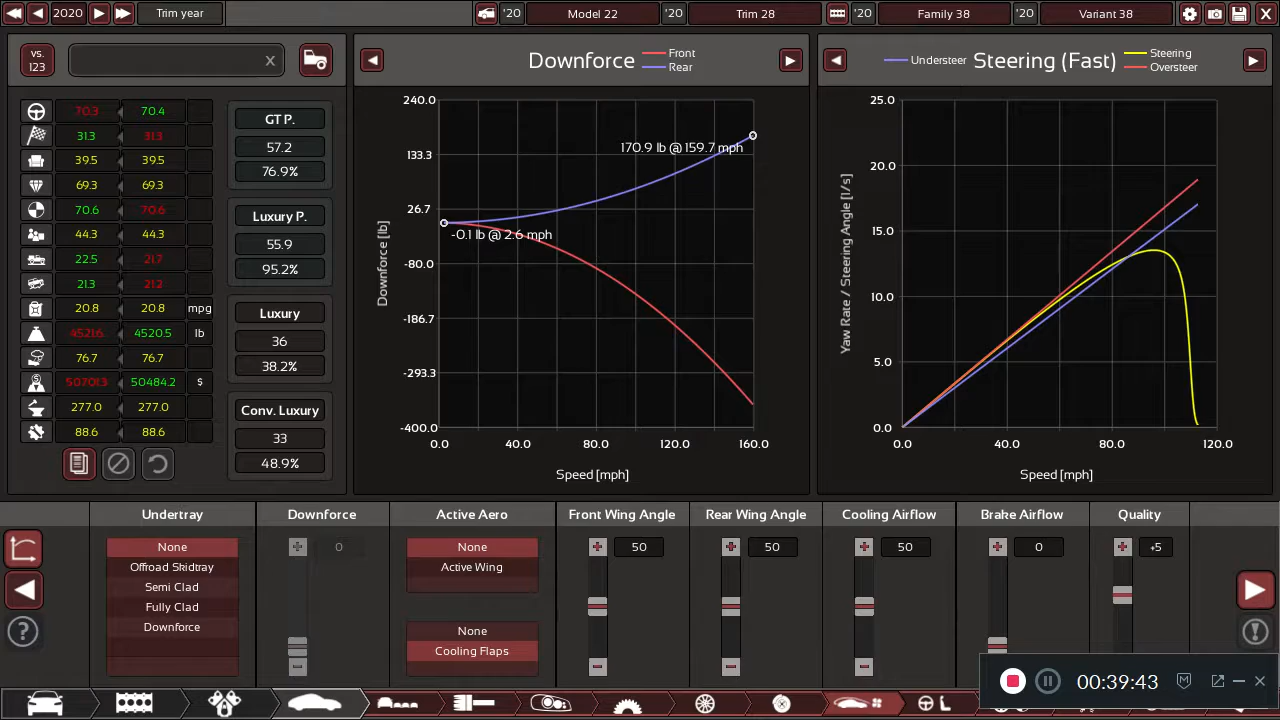 2020
Trim year
'20
Model 22
'20
Trim 28
'20
Family 38
'20
Variant 38
vs.
123
x
70.3 70.4
31.3 31.3
39.5 39.5
69.3 69.3
70.6 70.6
44.3 44.3
22.5 21.7
21.3 21.2
20.8 20.8 mpg
4521.6 4520.5 lb
76.7 76.7
50701.3 50484.2 $
277.0 277.0
88.6 88.6
GT P.
57.2
76.9%
Luxury P.
55.9
95.2%
Luxury
36
38.2%
Conv. Luxury
33
48.9%
Downforce
Front
Rear
240.0
133.3
26.7
-80.0
-186.7
-293.3
-400.0
Downforce [lb]
170.9 lb @ 159.7 mph
-0.1 lb @ 2.6 mph
0.0 40.0 80.0 120.0 160.0
Speed [mph]
Understeer
Steering (Fast)
Steering
Oversteer
25.0
20.0
15.0
10.0
5.0
0.0
Yaw Rate / Steering Angle [1/s]
0.0 40.0 80.0 120.0
Speed [mph]
Undertray
None
Offroad Skidtray
Semi Clad
Fully Clad
Downforce
Downforce
0
Active Aero
None
Active Wing
None
Cooling Flaps
Front Wing Angle
50
Rear Wing Angle
50
Cooling Airflow
50
Brake Airflow
0
Quality
+5
00:39:43